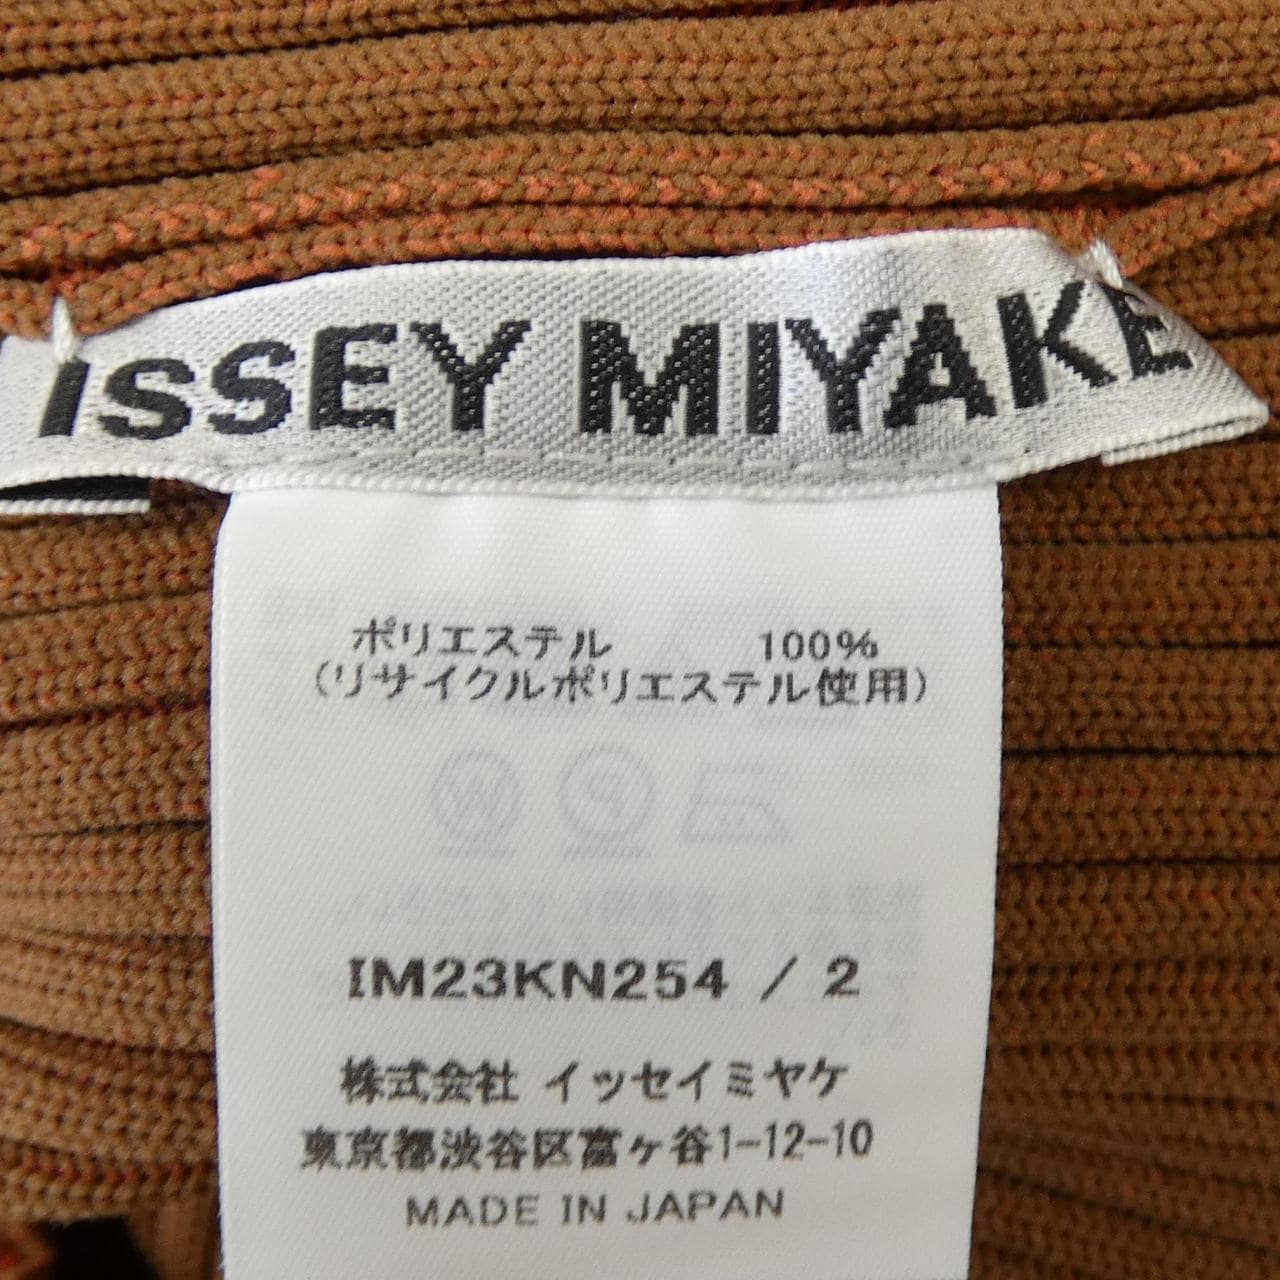 ISSEY MIYAKE
ポリエステル 100%
(リサイクルポリエステル使用)
IM23KN254 / 2
株式会社 イッセイミヤケ
東京都渋谷区富ヶ谷1-12-10
MADE IN JAPAN